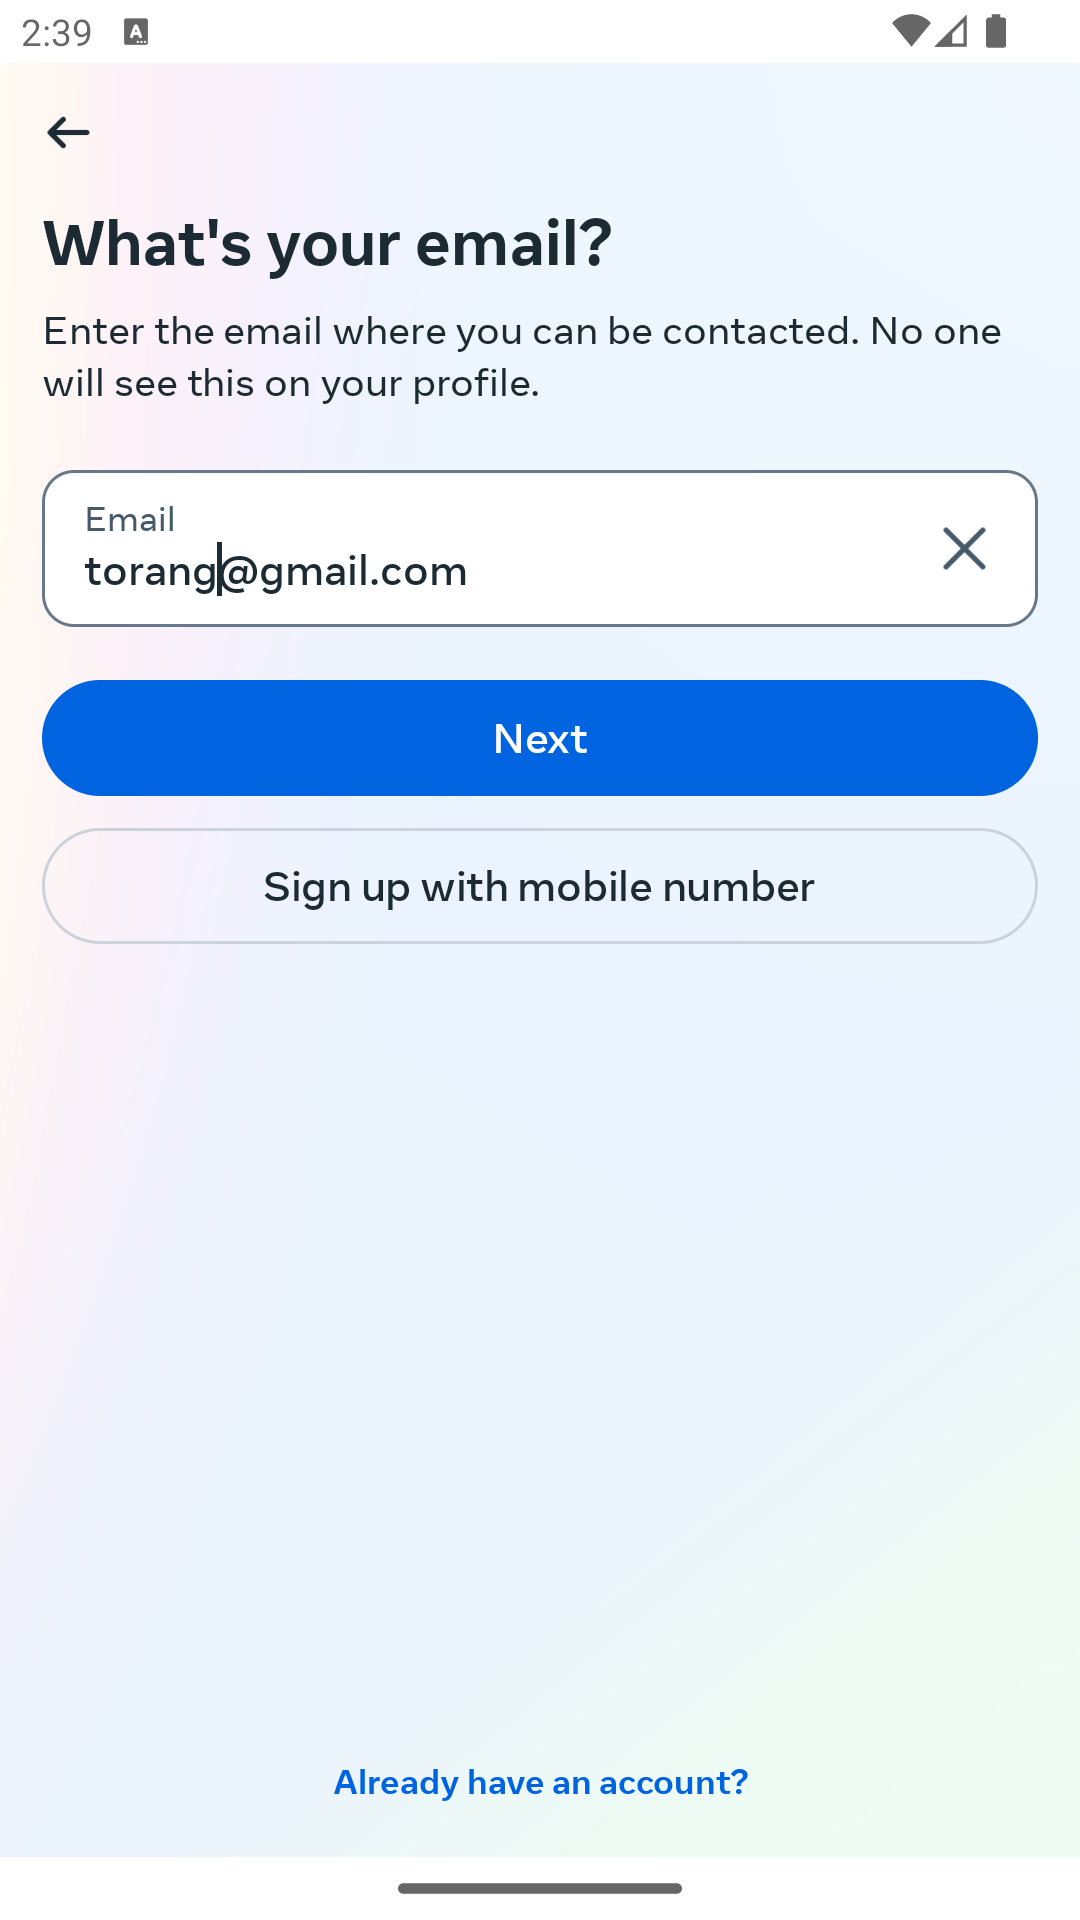 2:39
What's your email?
Enter the email where you can be contacted. No one
will see this on your profile.
Email
torang@gmail.com
Next
Sign up with mobile number
Already have an account?